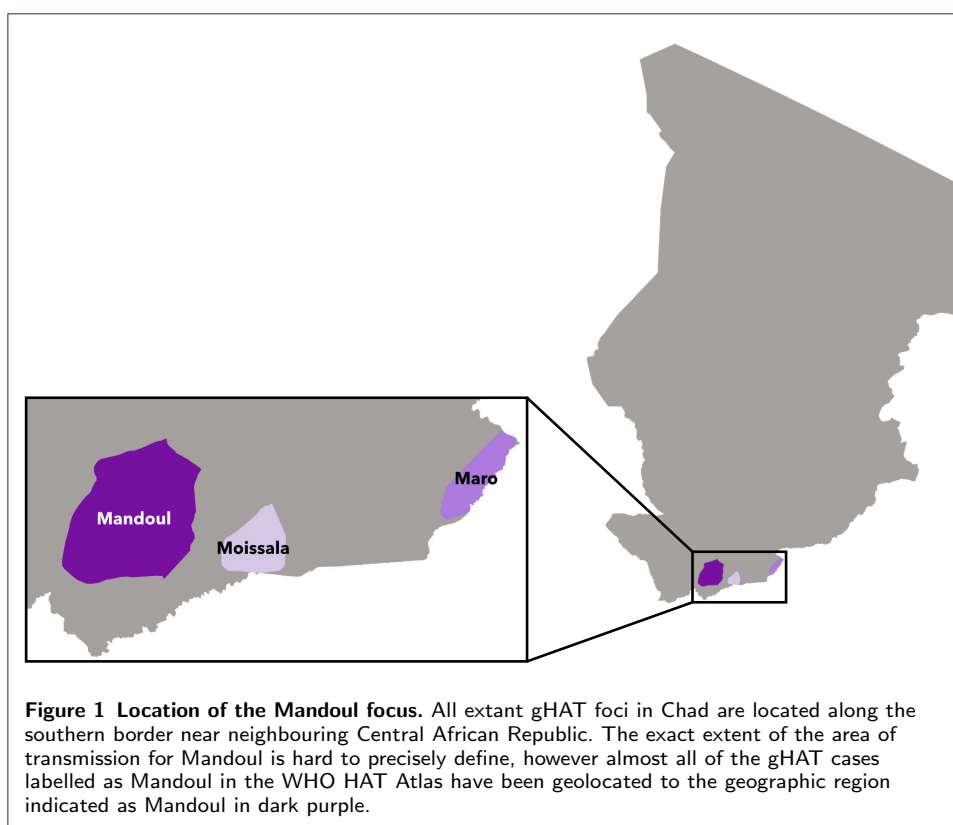 Maro
Mandoul
Moissala
Figure 1 Location of the Mandoul focus. All extant gHAT foci in Chad are located along the
southern border near neighbouring Central African Republic. The exact extent of the area of
transmission for Mandoul is hard to precisely define, however almost all of the gHAT cases
labelled as Mandoul in the WHO HAT Atlas have been geolocated to the geographic region
indicated as Mandoul in dark purple.